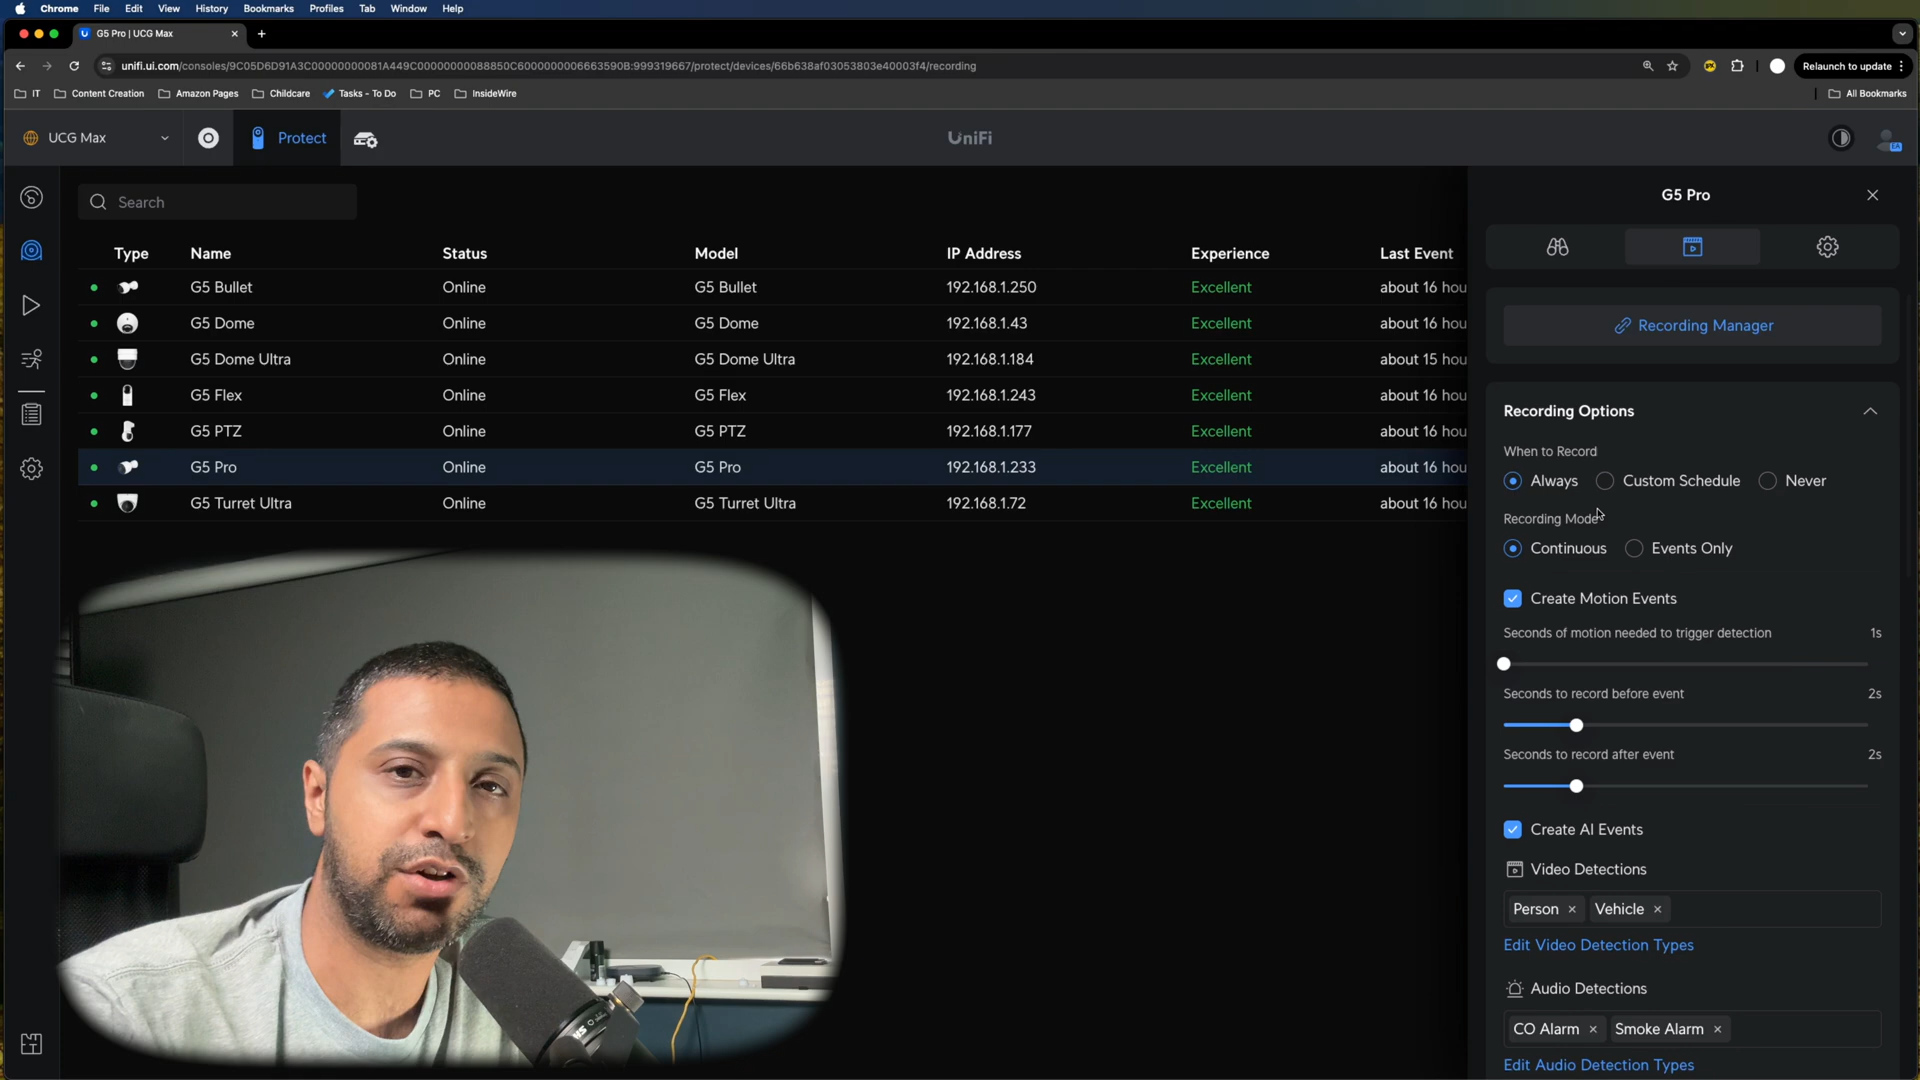 Chrome File Edit View History Bookmarks Profiles Tab Window Help
G5 Pro | UCG Max
unifi.ui.com/consoles/9C05D6D91A3C00000000081A449C00000000088850C6000000006663590B:999319667/protect/devices/66b638af03053803e40003f4/recording
Relaunch to update
IT Content Creation Amazon Pages Childcare Tasks - To Do PC InsideWire All Bookmarks
UCG Max Protect UniFi EA
Search
G5 Pro
Type Name Status Model IP Address Experience Last Event
G5 Bullet Online G5 Bullet 192.168.1.250 Excellent about 16 hou
G5 Dome Online G5 Dome 192.168.1.43 Excellent about 16 hou
G5 Dome Ultra Online G5 Dome Ultra 192.168.1.184 Excellent about 15 hou
G5 Flex Online G5 Flex 192.168.1.243 Excellent about 16 hou
G5 PTZ Online G5 PTZ 192.168.1.177 Excellent about 16 hou
G5 Pro Online G5 Pro 192.168.1.233 Excellent about 16 hou
G5 Turret Ultra Online G5 Turret Ultra 192.168.1.72 Excellent about 16 hou
Recording Manager
Recording Options
When to Record
Always Custom Schedule Never
Recording Mode
Continuous Events Only
Create Motion Events
Seconds of motion needed to trigger detection 1s
Seconds to record before event 2s
Seconds to record after event 2s
Create AI Events
Video Detections
Person × Vehicle ×
Edit Video Detection Types
Audio Detections
CO Alarm × Smoke Alarm ×
Edit Audio Detection Types